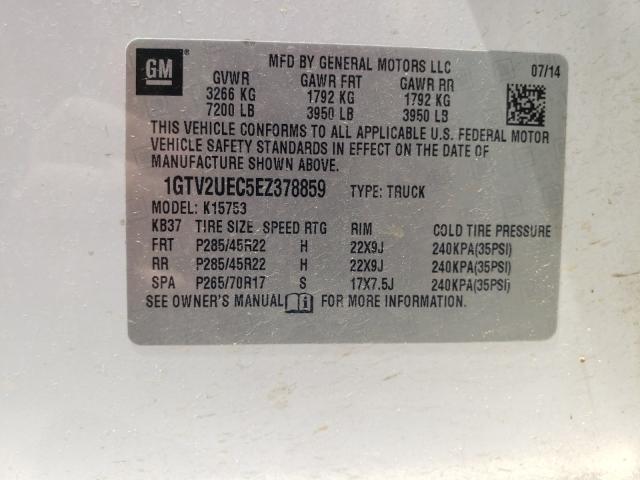 GM
MFD BY GENERAL MOTORS LLC 07/14
GVWR GAWR FRT GAWR RR
3266 KG 1792 KG 1792 KG
7200 LB 3950 LB 3950 LB
THIS VEHICLE CONFORMS TO ALL APPLICABLE U.S. FEDERAL MOTOR
VEHICLE SAFETY STANDARDS IN EFFECT ON THE DATE OF
MANUFACTURE SHOWN ABOVE.
1GTV2UEC5EZ378859 TYPE: TRUCK
MODEL: K15753
KB37 TIRE SIZE SPEED RTG RIM COLD TIRE PRESSURE
FRT P285/45R22 H 22X9J 240KPA(35PSI)
RR P285/45R22 H 22X9J 240KPA(35PSI)
SPA P265/70R17 S 17X7.5J 240KPA(35PSI)
SEE OWNER'S MANUAL FOR MORE INFORMATION.